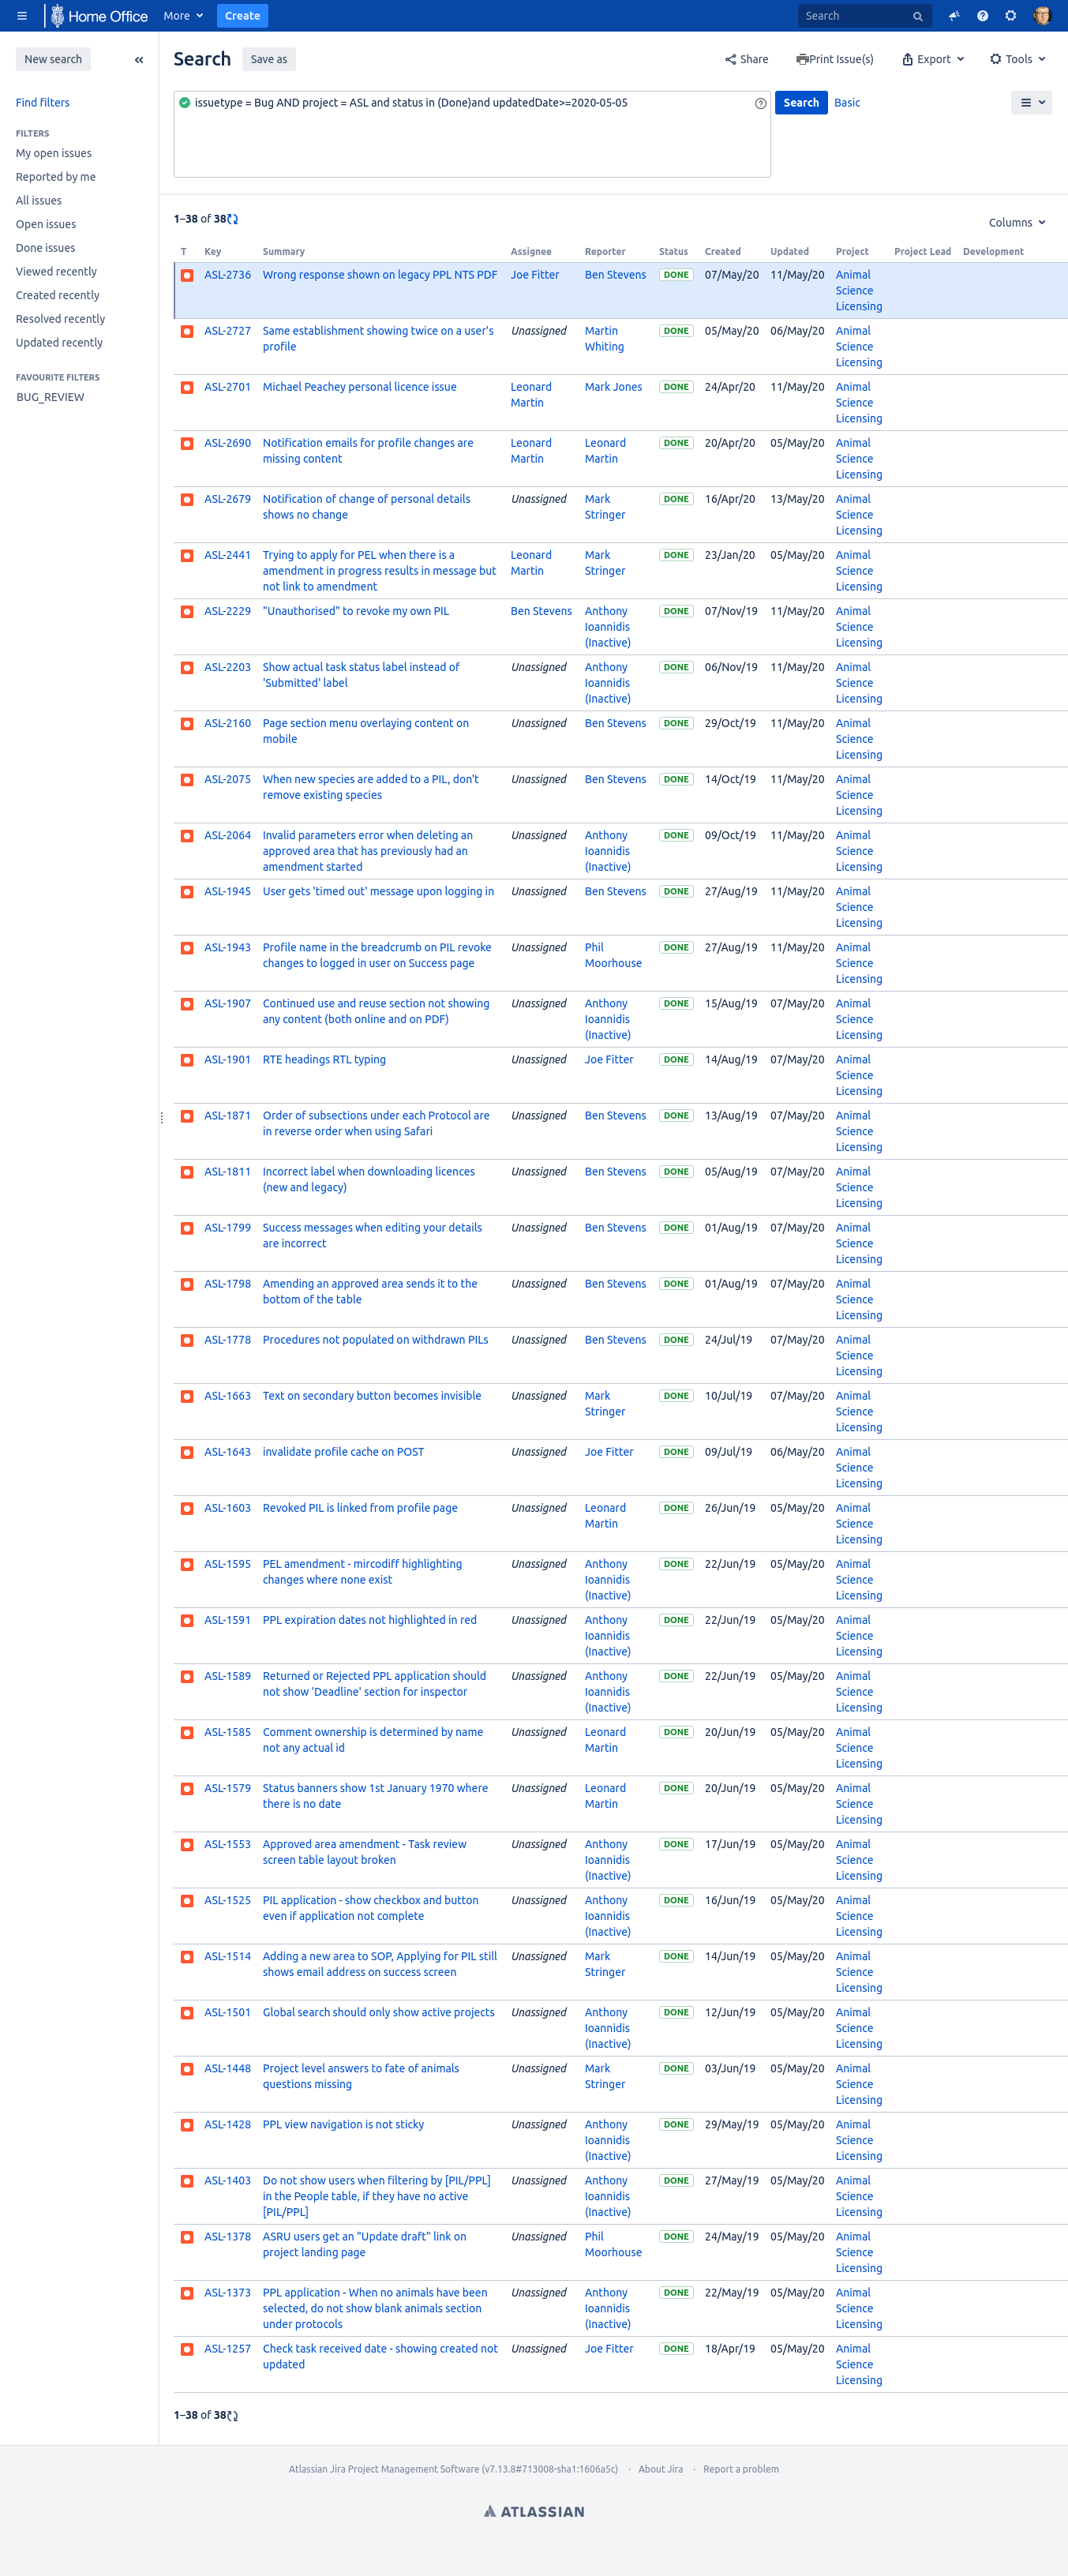 Home Office More Create Search
New search
Search Save as Share Print Issue(s) Export Tools
Find filters
issuetype = Bug AND project = ASL and status in (Done)and updatedDate>=2020-05-05 Search Basic
FILTERS
My open issues
Reported by me
All issues
Open issues
Done issues
Viewed recently
Created recently
Resolved recently
Updated recently
FAVOURITE FILTERS
BUG_REVIEW
1–38 of 38
Columns
T Key Summary Assignee Reporter Status Created Updated Project Project Lead Development
ASL-2736 Wrong response shown on legacy PPL NTS PDF Joe Fitter Ben Stevens DONE 07/May/20 11/May/20 Animal
Science
Licensing
ASL-2727 Same establishment showing twice on a user's Unassigned Martin DONE 05/May/20 06/May/20 Animal
profile Whiting Science
Licensing
ASL-2701 Michael Peachey personal licence issue Leonard Mark Jones DONE 24/Apr/20 11/May/20 Animal
Martin Science
Licensing
ASL-2690 Notification emails for profile changes are Leonard Leonard DONE 20/Apr/20 05/May/20 Animal
missing content Martin Martin Science
Licensing
ASL-2679 Notification of change of personal details Unassigned Mark DONE 16/Apr/20 13/May/20 Animal
shows no change Stringer Science
Licensing
ASL-2441 Trying to apply for PEL when there is a Leonard Mark DONE 23/Jan/20 05/May/20 Animal
amendment in progress results in message but Martin Stringer Science
not link to amendment Licensing
ASL-2229 "Unauthorised" to revoke my own PIL Ben Stevens Anthony DONE 07/Nov/19 11/May/20 Animal
Ioannidis Science
(Inactive) Licensing
ASL-2203 Show actual task status label instead of Unassigned Anthony DONE 06/Nov/19 11/May/20 Animal
'Submitted' label Ioannidis Science
(Inactive) Licensing
ASL-2160 Page section menu overlaying content on Unassigned Ben Stevens DONE 29/Oct/19 11/May/20 Animal
mobile Science
Licensing
ASL-2075 When new species are added to a PIL, don't Unassigned Ben Stevens DONE 14/Oct/19 11/May/20 Animal
remove existing species Science
Licensing
ASL-2064 Invalid parameters error when deleting an Unassigned Anthony DONE 09/Oct/19 11/May/20 Animal
approved area that has previously had an Ioannidis Science
amendment started (Inactive) Licensing
ASL-1945 User gets 'timed out' message upon logging in Unassigned Ben Stevens DONE 27/Aug/19 11/May/20 Animal
Science
Licensing
ASL-1943 Profile name in the breadcrumb on PIL revoke Unassigned Phil DONE 27/Aug/19 11/May/20 Animal
changes to logged in user on Success page Moorhouse Science
Licensing
ASL-1907 Continued use and reuse section not showing Unassigned Anthony DONE 15/Aug/19 07/May/20 Animal
any content (both online and on PDF) Ioannidis Science
(Inactive) Licensing
ASL-1901 RTE headings RTL typing Unassigned Joe Fitter DONE 14/Aug/19 07/May/20 Animal
Science
Licensing
ASL-1871 Order of subsections under each Protocol are Unassigned Ben Stevens DONE 13/Aug/19 07/May/20 Animal
in reverse order when using Safari Science
Licensing
ASL-1811 Incorrect label when downloading licences Unassigned Ben Stevens DONE 05/Aug/19 07/May/20 Animal
(new and legacy) Science
Licensing
ASL-1799 Success messages when editing your details Unassigned Ben Stevens DONE 01/Aug/19 07/May/20 Animal
are incorrect Science
Licensing
ASL-1798 Amending an approved area sends it to the Unassigned Ben Stevens DONE 01/Aug/19 07/May/20 Animal
bottom of the table Science
Licensing
ASL-1778 Procedures not populated on withdrawn PILs Unassigned Ben Stevens DONE 24/Jul/19 07/May/20 Animal
Science
Licensing
ASL-1663 Text on secondary button becomes invisible Unassigned Mark DONE 10/Jul/19 07/May/20 Animal
Stringer Science
Licensing
ASL-1643 invalidate profile cache on POST Unassigned Joe Fitter DONE 09/Jul/19 06/May/20 Animal
Science
Licensing
ASL-1603 Revoked PIL is linked from profile page Unassigned Leonard DONE 26/Jun/19 05/May/20 Animal
Martin Science
Licensing
ASL-1595 PEL amendment - mircodiff highlighting Unassigned Anthony DONE 22/Jun/19 05/May/20 Animal
changes where none exist Ioannidis Science
(Inactive) Licensing
ASL-1591 PPL expiration dates not highlighted in red Unassigned Anthony DONE 22/Jun/19 05/May/20 Animal
Ioannidis Science
(Inactive) Licensing
ASL-1589 Returned or Rejected PPL application should Unassigned Anthony DONE 22/Jun/19 05/May/20 Animal
not show 'Deadline' section for inspector Ioannidis Science
(Inactive) Licensing
ASL-1585 Comment ownership is determined by name Unassigned Leonard DONE 20/Jun/19 05/May/20 Animal
not any actual id Martin Science
Licensing
ASL-1579 Status banners show 1st January 1970 where Unassigned Leonard DONE 20/Jun/19 05/May/20 Animal
there is no date Martin Science
Licensing
ASL-1553 Approved area amendment - Task review Unassigned Anthony DONE 17/Jun/19 05/May/20 Animal
screen table layout broken Ioannidis Science
(Inactive) Licensing
ASL-1525 PIL application - show checkbox and button Unassigned Anthony DONE 16/Jun/19 05/May/20 Animal
even if application not complete Ioannidis Science
(Inactive) Licensing
ASL-1514 Adding a new area to SOP, Applying for PIL still Unassigned Mark DONE 14/Jun/19 05/May/20 Animal
shows email address on success screen Stringer Science
Licensing
ASL-1501 Global search should only show active projects Unassigned Anthony DONE 12/Jun/19 05/May/20 Animal
Ioannidis Science
(Inactive) Licensing
ASL-1448 Project level answers to fate of animals Unassigned Mark DONE 03/Jun/19 05/May/20 Animal
questions missing Stringer Science
Licensing
ASL-1428 PPL view navigation is not sticky Unassigned Anthony DONE 29/May/19 05/May/20 Animal
Ioannidis Science
(Inactive) Licensing
ASL-1403 Do not show users when filtering by [PIL/PPL] Unassigned Anthony DONE 27/May/19 05/May/20 Animal
in the People table, if they have no active Ioannidis Science
[PIL/PPL] (Inactive) Licensing
ASL-1378 ASRU users get an "Update draft" link on Unassigned Phil DONE 24/May/19 05/May/20 Animal
project landing page Moorhouse Science
Licensing
ASL-1373 PPL application - When no animals have been Unassigned Anthony DONE 22/May/19 05/May/20 Animal
selected, do not show blank animals section Ioannidis Science
under protocols (Inactive) Licensing
ASL-1257 Check task received date - showing created not Unassigned Joe Fitter DONE 18/Apr/19 05/May/20 Animal
updated Science
Licensing
1–38 of 38
Atlassian Jira Project Management Software (v7.13.8#713008-sha1:1606a5c) · About Jira · Report a problem
ATLASSIAN